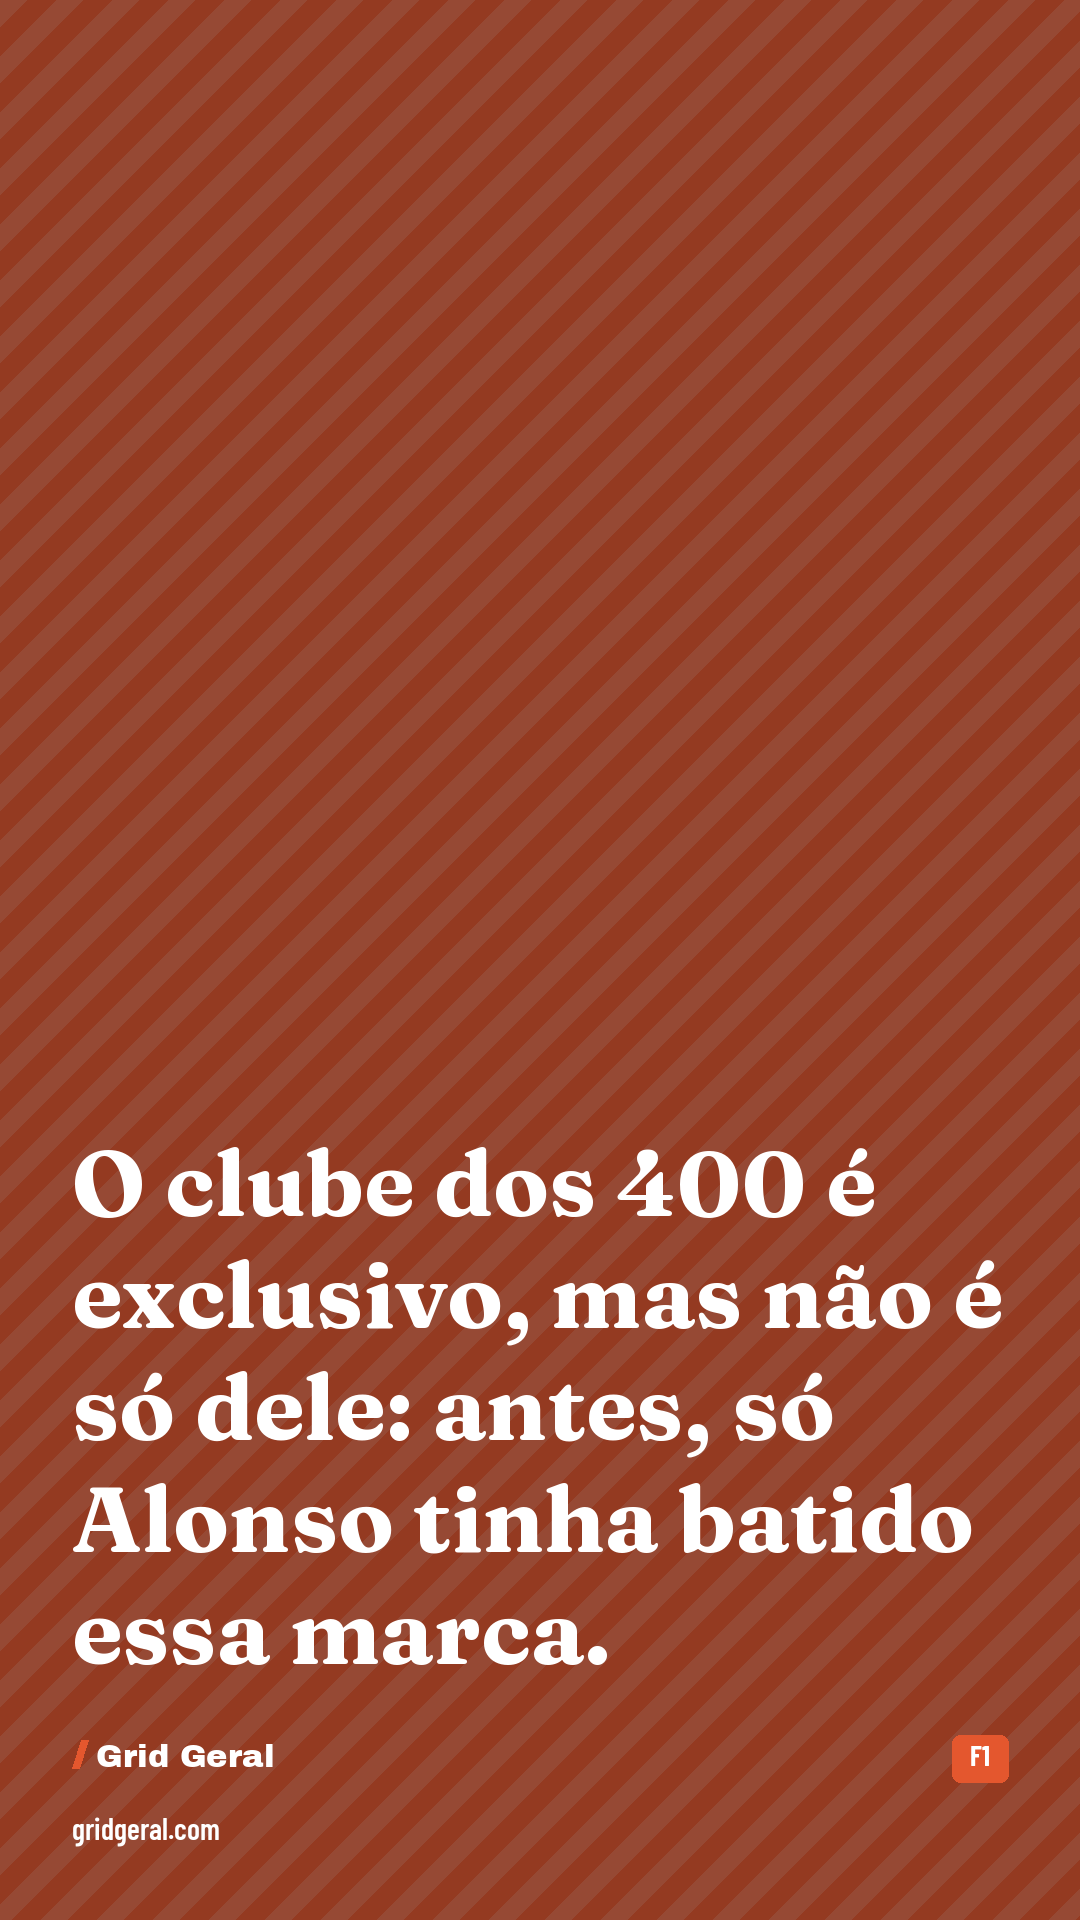 O clube dos 400 é
exclusivo, mas não é
só dele: antes, só
Alonso tinha batido
essa marca.
Grid Geral
F1
gridgeral.com